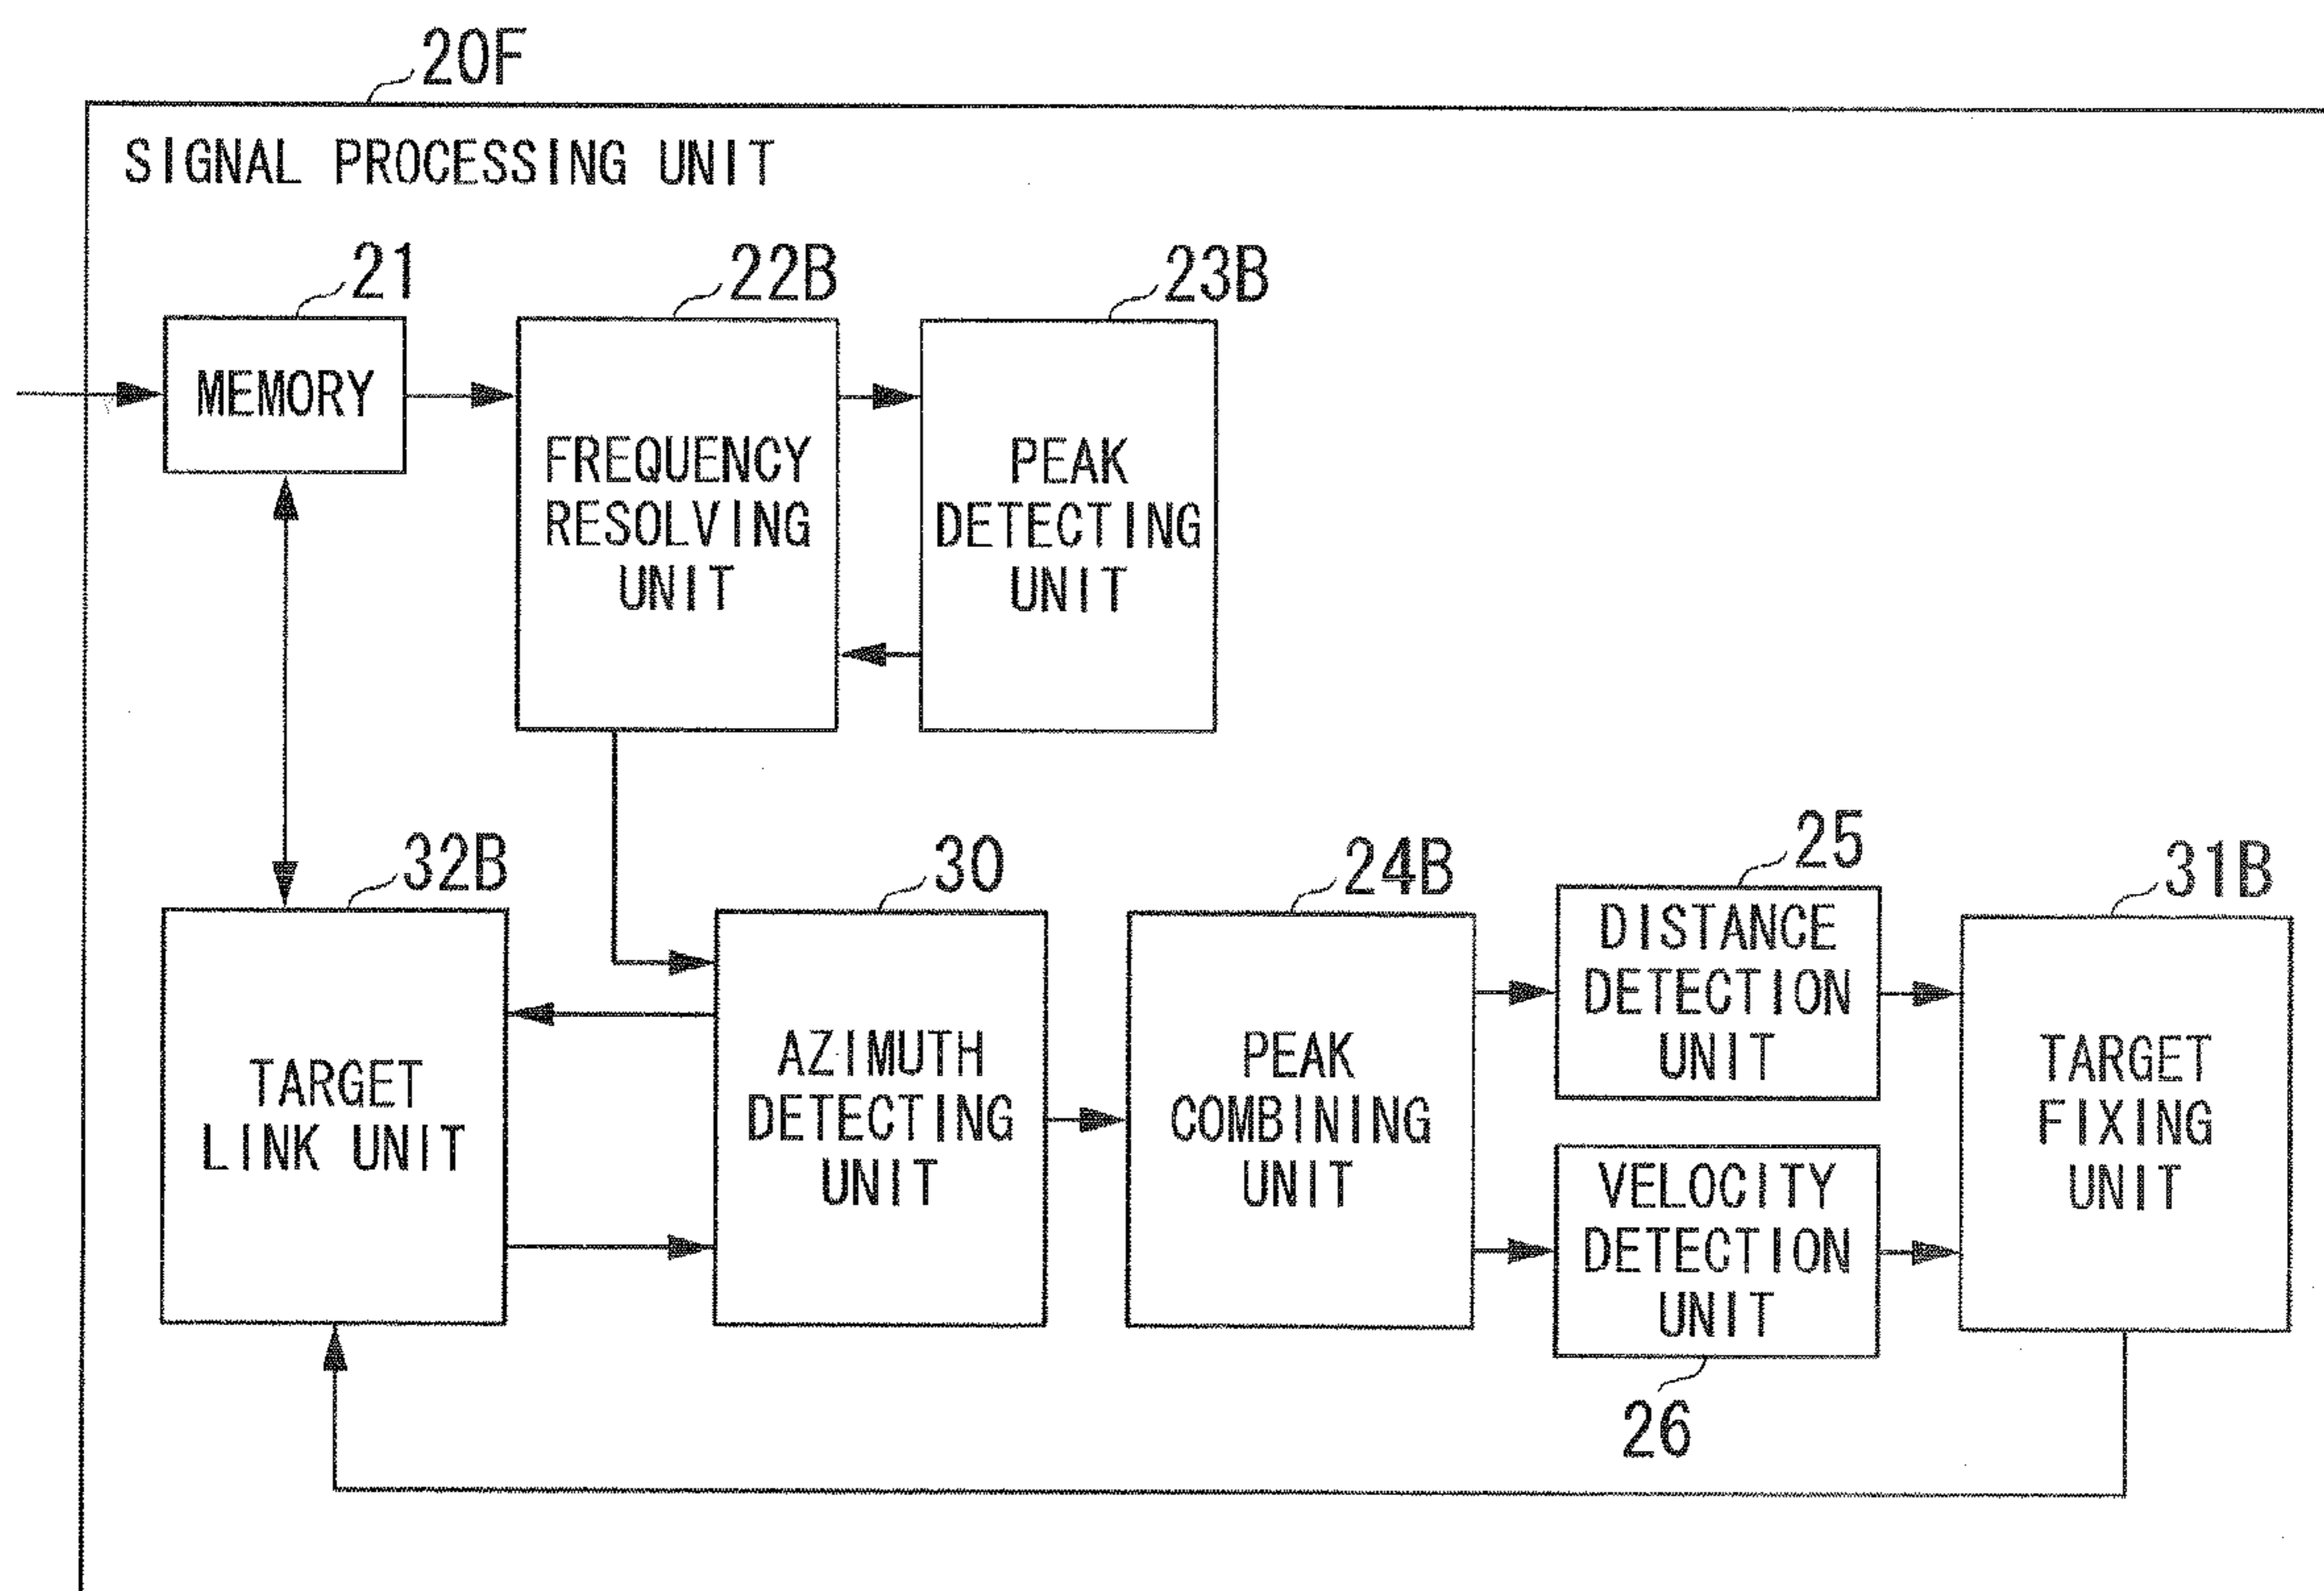 20F
SIGNAL PROCESSING UNIT
21
22B
23B
MEMORY
FREQUENCY
RESOLVING
UNIT
PEAK
DETECTING
UNIT
32B
30
24B
25
31B
TARGET
LINK UNIT
AZIMUTH
DETECTING
UNIT
PEAK
COMBINING
UNIT
DISTANCE
DETECTION
UNIT
VELOCITY
DETECTION
UNIT
26
TARGET
FIXING
UNIT